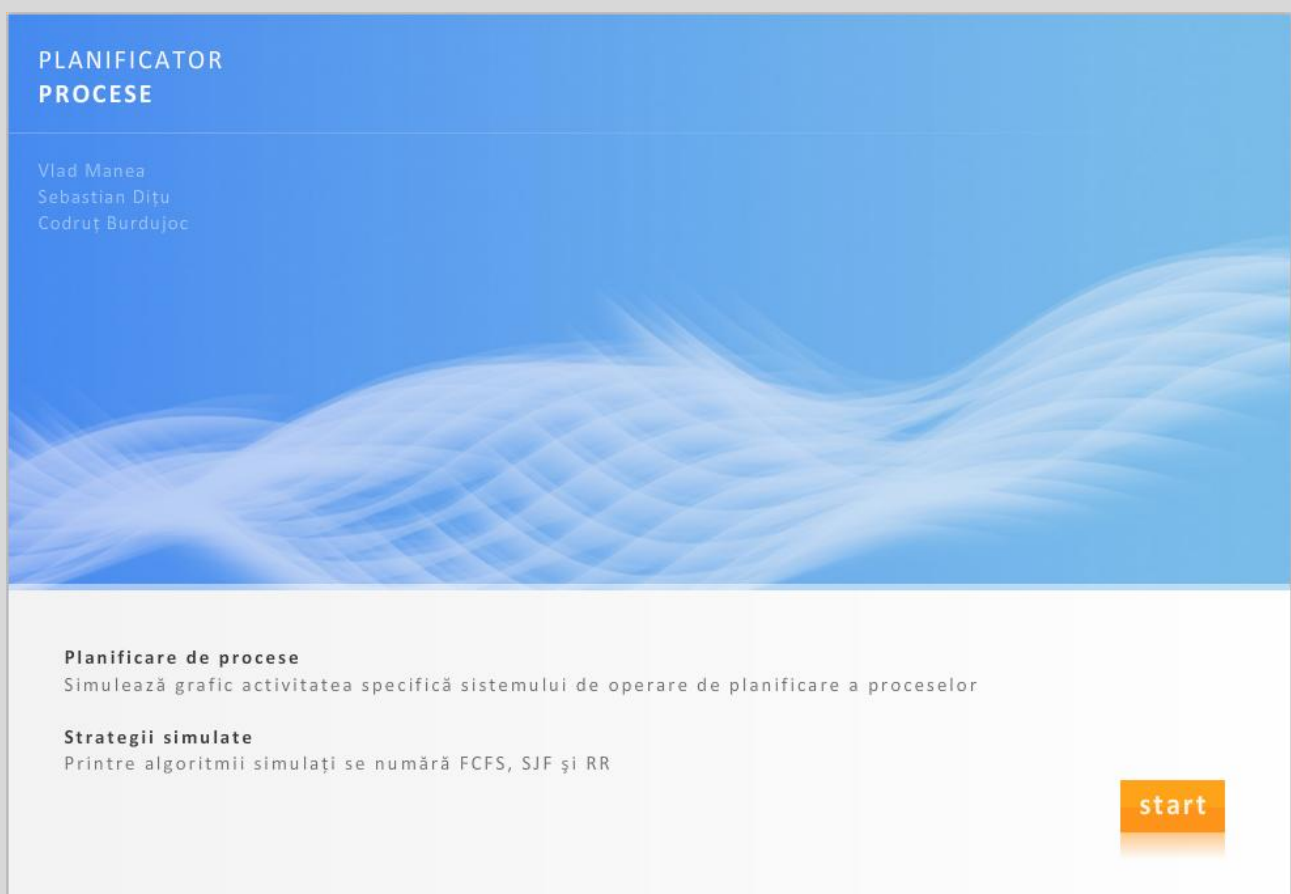 PLANIFICATOR
PROCESE
Vlad Manea
Sebastian Dițu
Codruț Burdujoc
Planificare de procese
Simulează grafic activitatea specifică sistemului de operare de planificare a proceselor
Strategii simulate
Printre algoritmii simulați se numără FCFS, SJF şi RR
start